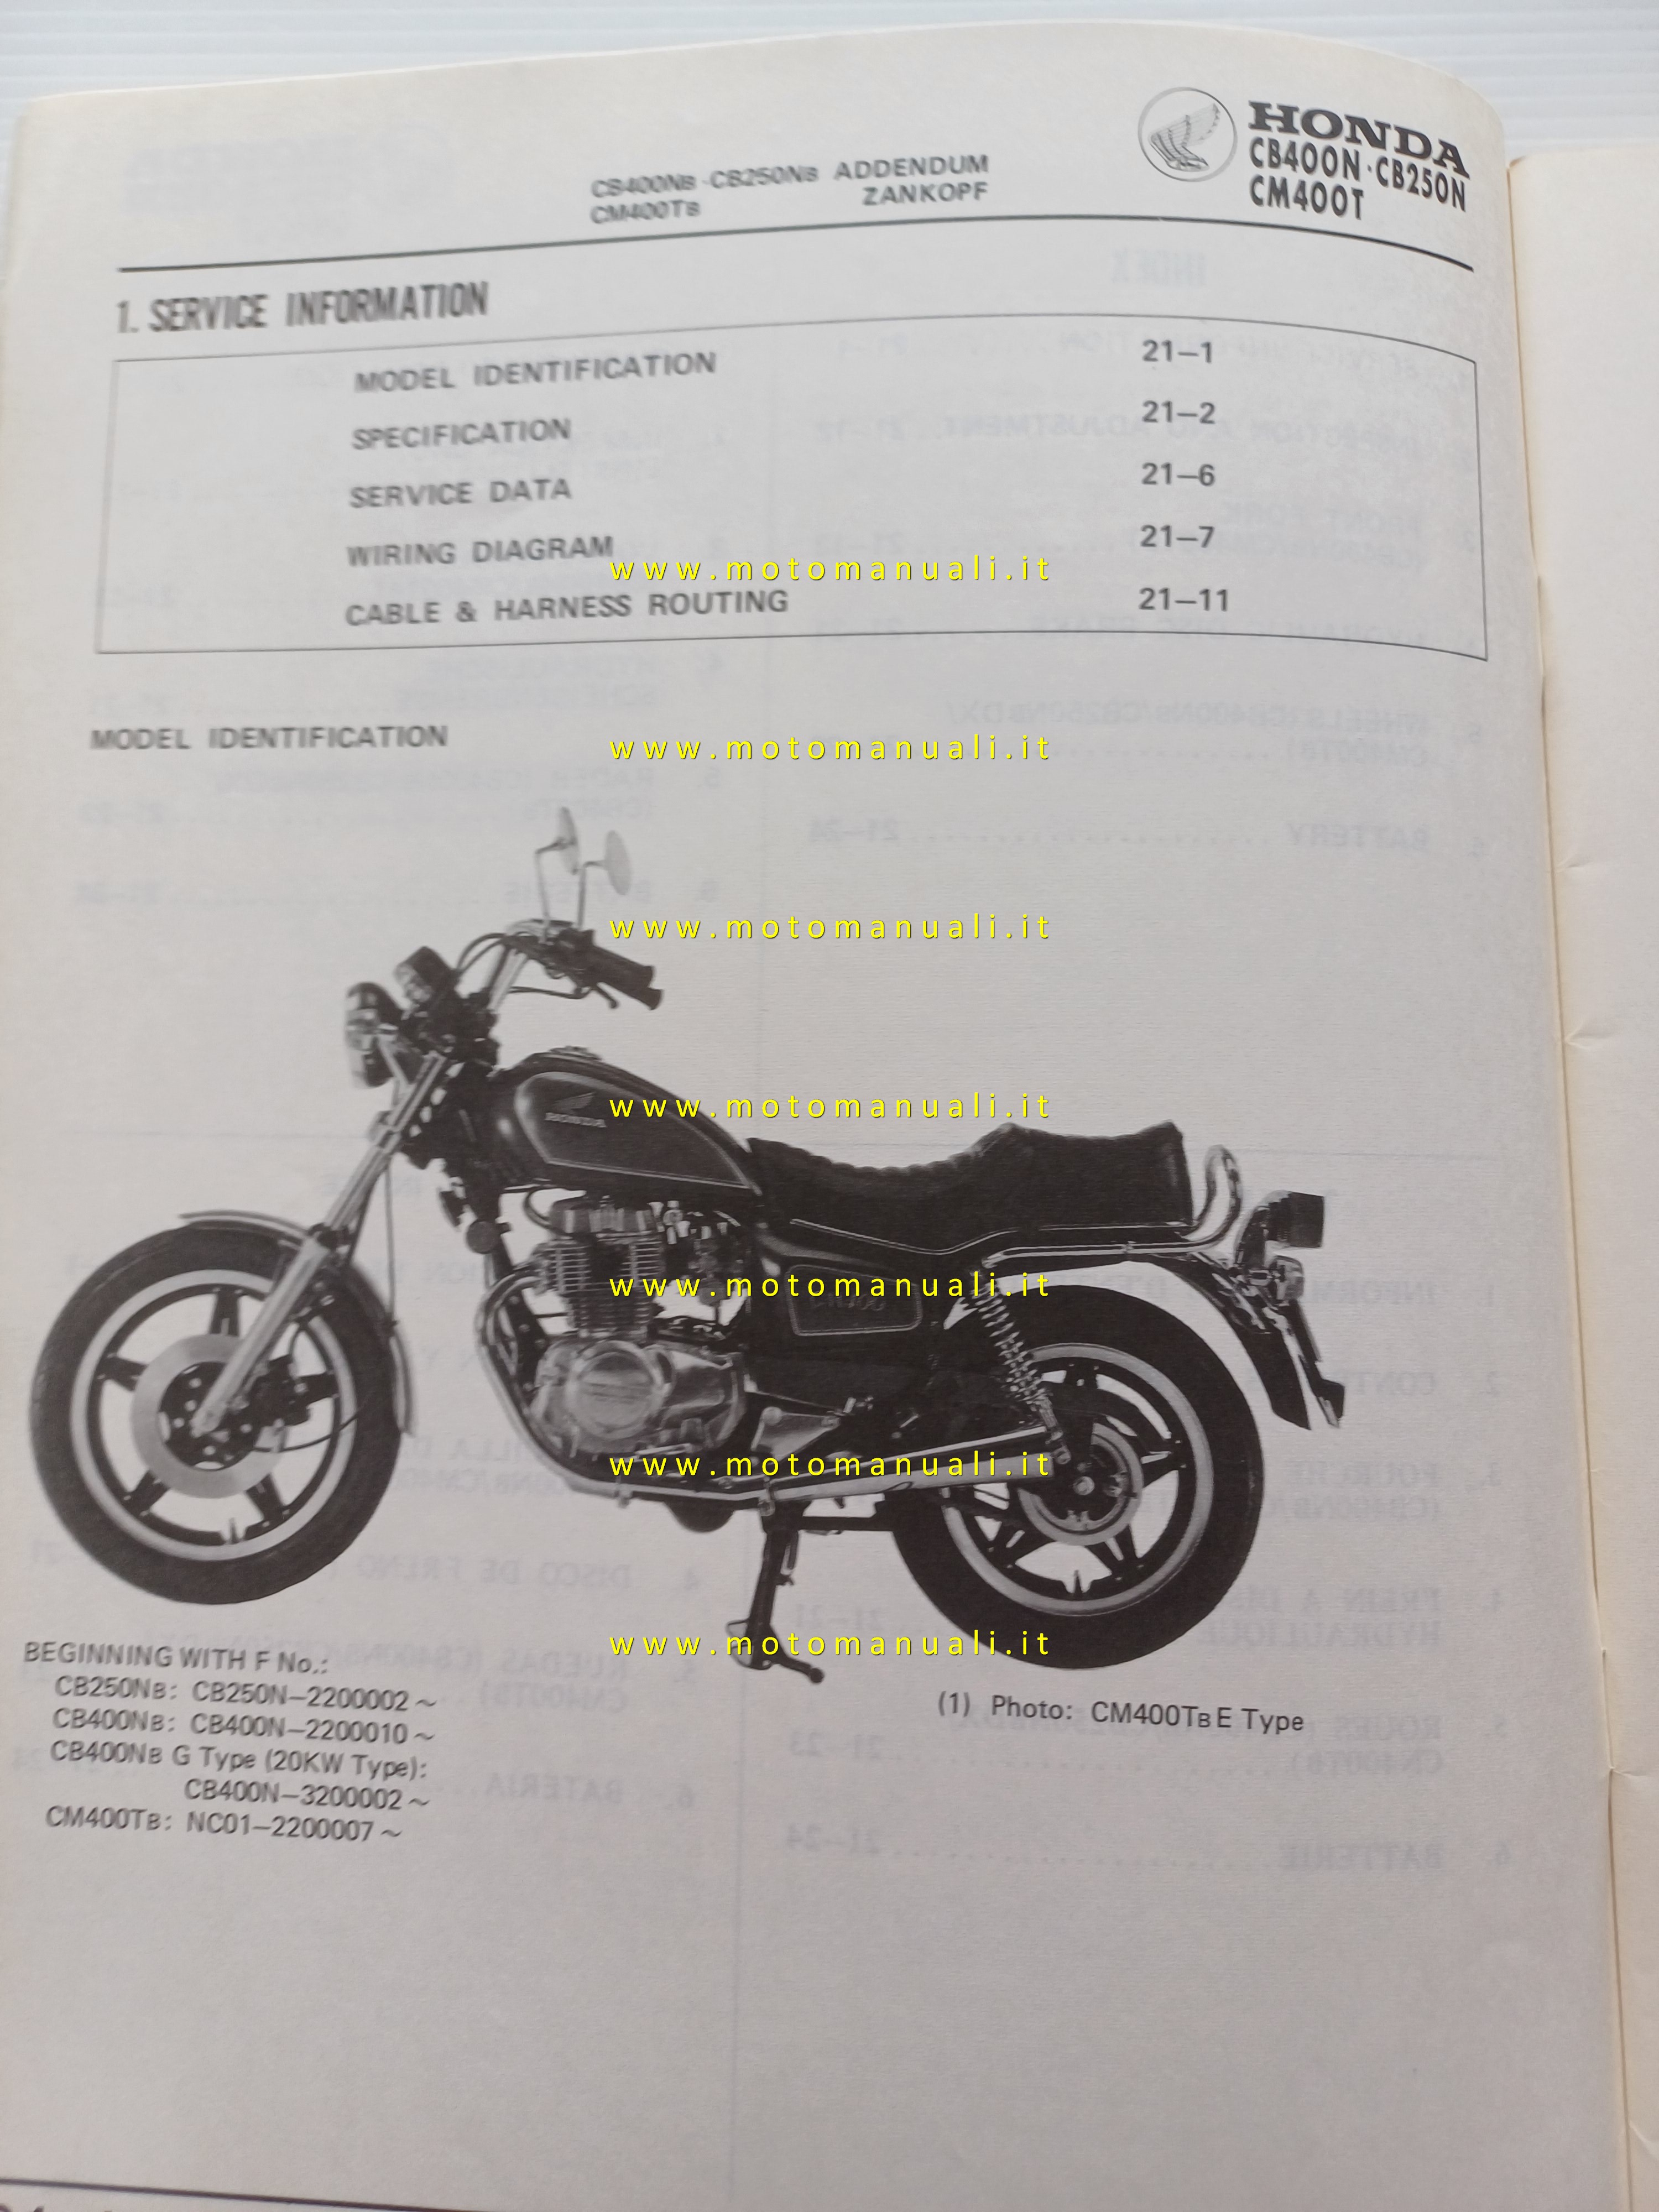 HONDA
CB400N·CB250N
CM400T
CB400NB·CB250NB ADDENDUM
CM400TB ZANKOPF
1. SERVICE INFORMATION
MODEL IDENTIFICATION 21–1
SPECIFICATION 21–2
SERVICE DATA 21–6
WIRING DIAGRAM 21–7
www.motomanuali.it
CABLE & HARNESS ROUTING 21–11
MODEL IDENTIFICATION
www.motomanuali.it
www.motomanuali.it
www.motomanuali.it
HONDA
www.motomanuali.it
www.motomanuali.it
www.motomanuali.it
BEGINNING WITH F No.:
CB250NB: CB250N–2200002 ~
CB400NB: CB400N–2200010 ~
CB400NB G Type (20KW Type):
CB400N–3200002 ~
CM400TB: NC01–2200007 ~
(1) Photo: CM400TB E Type